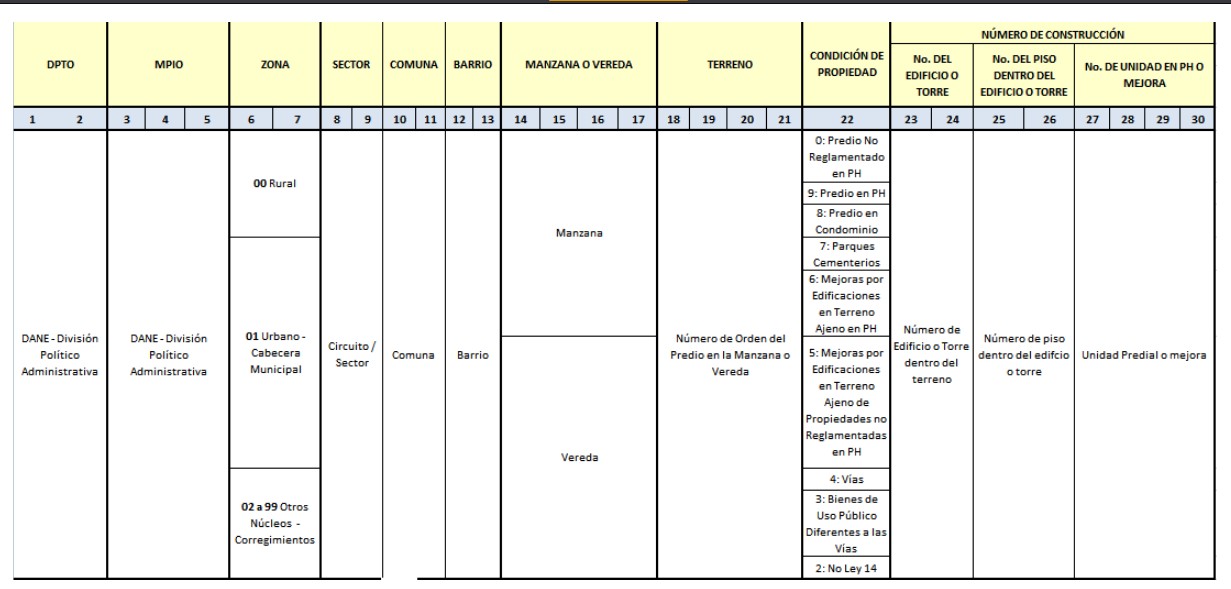 NÚMERO DE CONSTRUCCIÓN
DPTO
MPIO
ZONA
SECTOR
COMUNA
BARRIO
MANZANA O VEREDA
TERRENO
CONDICIÓN DE
PROPIEDAD
No. DEL
EDIFICIO O
TORRE
No. DEL PISO
DENTRO DEL
EDIFICIO O TORRE
No. DE UNIDAD EN PH O
MEJORA
1 2 3 4 5 6 7 8 9 10 11 12 13 14 15 16 17 18 19 20 21 22 23 24 25 26 27 28 29 30
DANE - División
Político
Administrativa
DANE - División
Político
Administrativa
00 Rural
01 Urbano -
Cabecera
Municipal
02 a 99 Otros
Núcleos -
Corregimientos
Circuito /
Sector
Comuna
Barrio
Manzana
Vereda
Número de Orden del
Predio en la Manzana o
Vereda
0: Predio No
Reglamentado
en PH
9: Predio en PH
8: Predio en
Condominio
7: Parques
Cementerios
6: Mejoras por
Edificaciones
en Terreno
Ajeno en PH
5: Mejoras por
Edificaciones
en Terreno
Ajeno de
Propiedades no
Reglamentadas
en PH
4: Vías
3: Bienes de
Uso Público
Diferentes a las
Vías
2: No Ley 14
Número de
Edificio o Torre
dentro del
terreno
Número de piso
dentro del edifcio
o torre
Unidad Predial o mejora